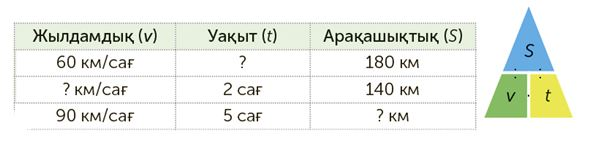 Жылдамдық (v) Уақыт (t) Арақашықтық (S)
60 км/сағ ? 180 км
? км/сағ 2 сағ 140 км
90 км/сағ 5 сағ ? км
S
: :
v · t